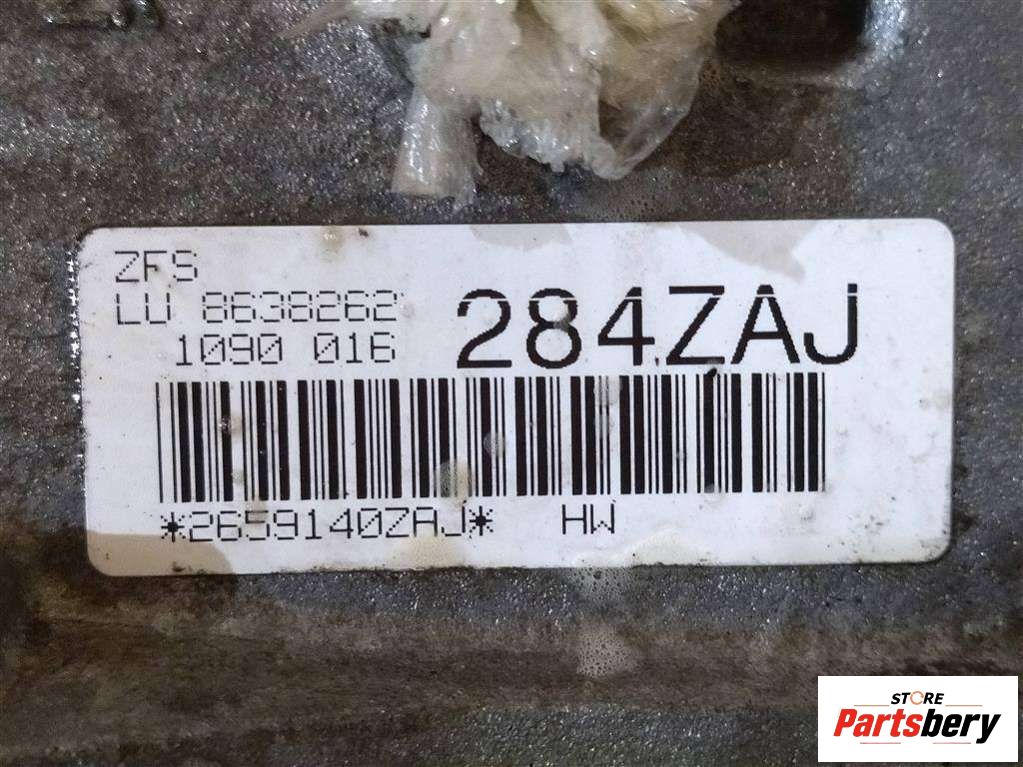 ZFS
LU 8638262
1090 016
284ZAJ
*2659140ZAJ* HW
STORE
Partsbery